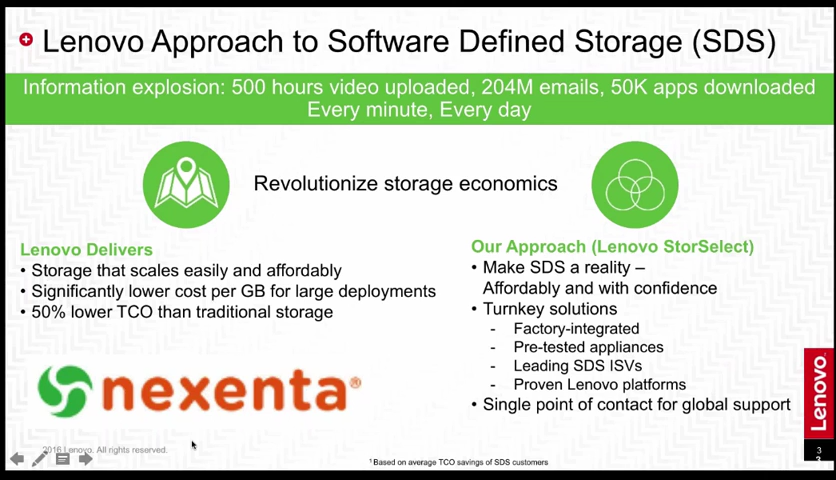 Lenovo Approach to Software Defined Storage (SDS)
Information explosion: 500 hours video uploaded, 204M emails, 50K apps downloaded
Every minute, Every day
Revolutionize storage economics
Lenovo Delivers
• Storage that scales easily and affordably
• Significantly lower cost per GB for large deployments
• 50% lower TCO than traditional storage
nexenta®
Our Approach (Lenovo StorSelect)
• Make SDS a reality –
Affordably and with confidence
• Turnkey solutions
- Factory-integrated
- Pre-tested appliances
- Leading SDS ISVs
- Proven Lenovo platforms
• Single point of contact for global support
Lenovo
2016 Lenovo. All rights reserved.
¹ Based on average TCO savings of SDS customers
3
3